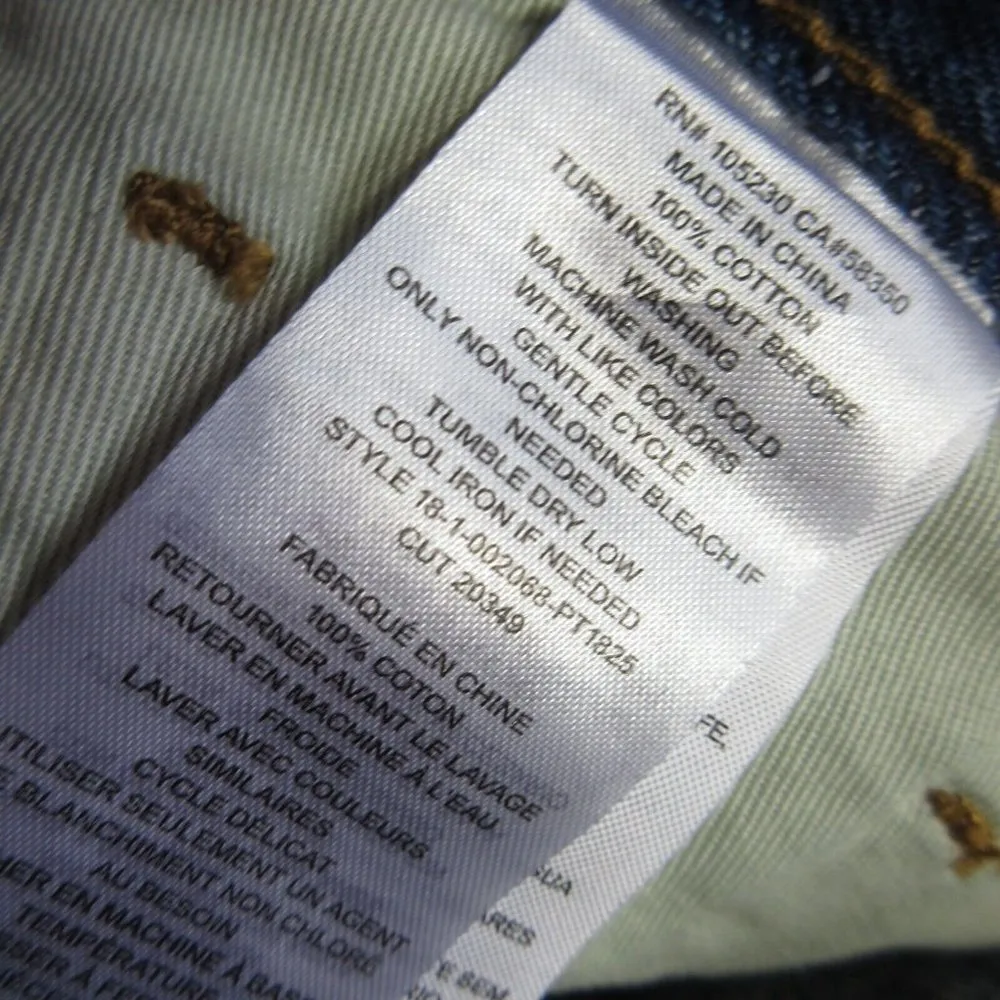 RN# 105230 CA#58350
MADE IN CHINA
100% COTTON
TURN INSIDE OUT BEFORE
WASHING
MACHINE WASH COLD
WITH LIKE COLORS
GENTLE CYCLE
ONLY NON-CHLORINE BLEACH IF
NEEDED
TUMBLE DRY LOW
COOL IRON IF NEEDED
STYLE 18-1-002068-PT1825
CUT 20349
FABRIQUÉ EN CHINE
100% COTON
RETOURNER AVANT LE LAVAGE
LAVER EN MACHINE À L'EAU
FROIDE
LAVER AVEC COULEURS
SIMILAIRES
CYCLE DÉLICAT
UTILISER SEULEMENT UN AGENT
BLANCHIMENT NON CHLORÉ
AU BESOIN
EN MACHINE À
TEMPÉRATURE